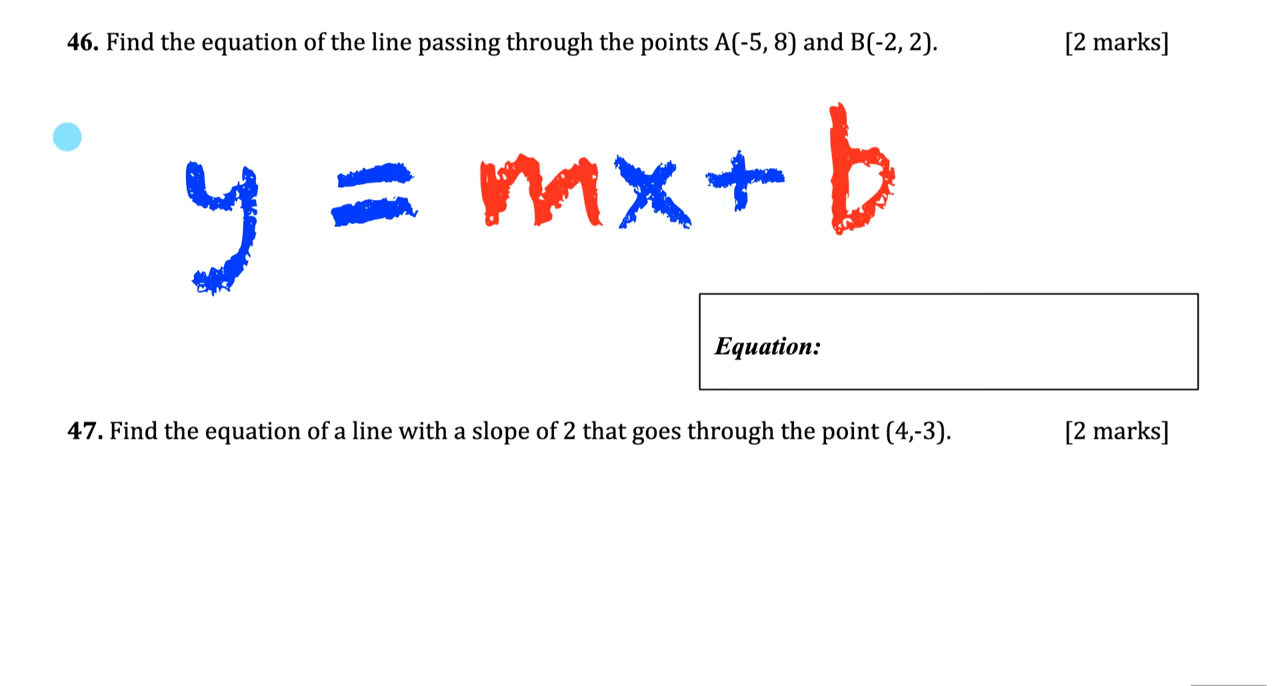 46. Find the equation of the line passing through the points A(-5, 8) and B(-2, 2). [2 marks]
y = mx + b
Equation:
47. Find the equation of a line with a slope of 2 that goes through the point (4,-3). [2 marks]